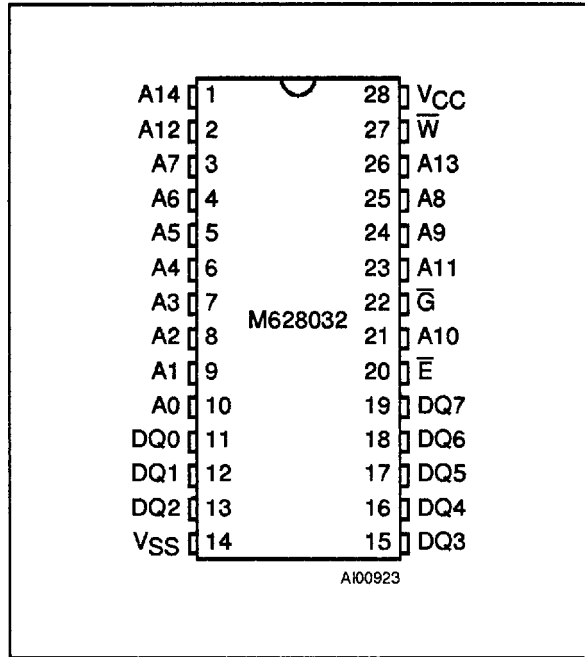 A14 1 28 VCC
A12 2 27 W̅
A7 3 26 A13
A6 4 25 A8
A5 5 24 A9
A4 6 23 A11
A3 7 22 G̅
M628032
A2 8 21 A10
A1 9 20 E̅
A0 10 19 DQ7
DQ0 11 18 DQ6
DQ1 12 17 DQ5
DQ2 13 16 DQ4
VSS 14 15 DQ3
AI00923